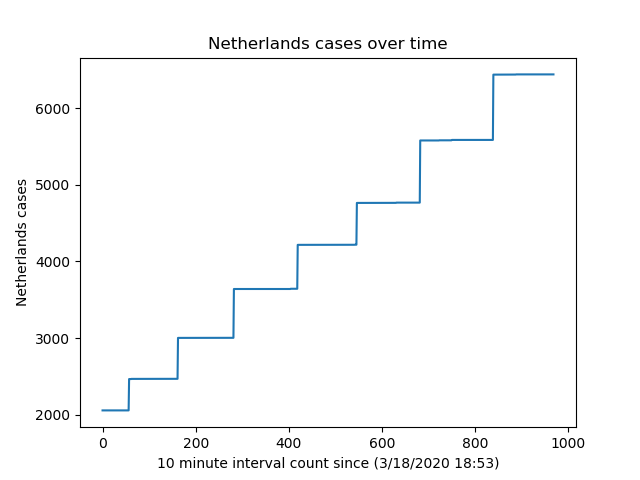 Netherlands cases over time
Netherlands cases
6000
5000
4000
3000
2000
0 200 400 600 800 1000
10 minute interval count since (3/18/2020 18:53)